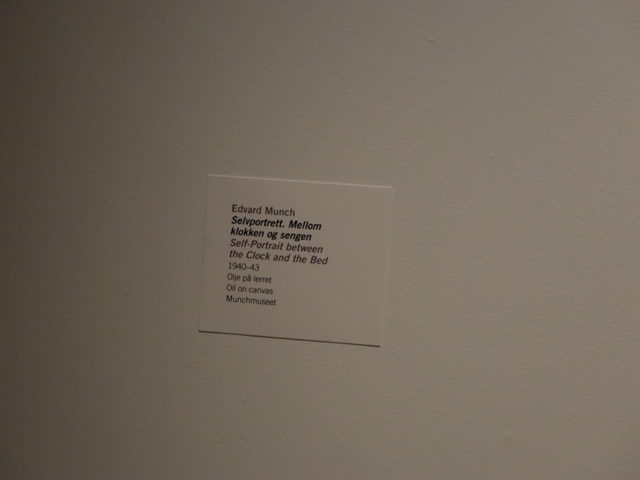 Edvard Munch
Selvportrett. Mellom
klokken og sengen
Self-Portrait between
the Clock and the Bed
1940–43
Olje på lerret
Oil on canvas
Munchmuseet